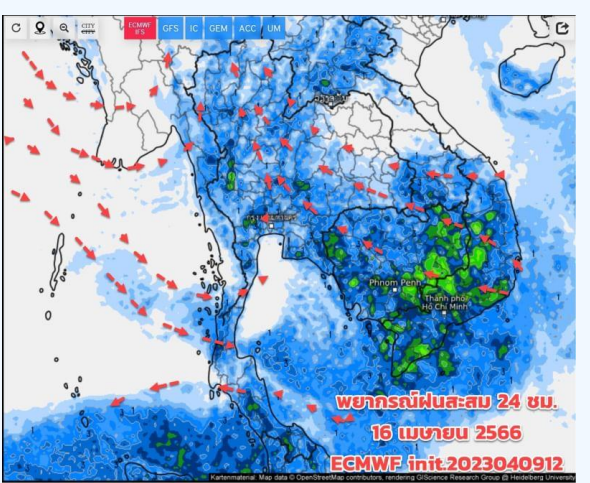 CITY
CITY
ECMWF
IFS
GFS
IC
GEM
ACC
UM
Phnom Penh
Thành phố
Hồ Chí Minh
พยากรณ์ฝนสะสม 24 ชม.
16 เมษายน 2566
ECMWF init.2023040912
Kartenmaterial: Map data © OpenStreetMap contributors, rendering GIScience Research Group @ Heidelberg University